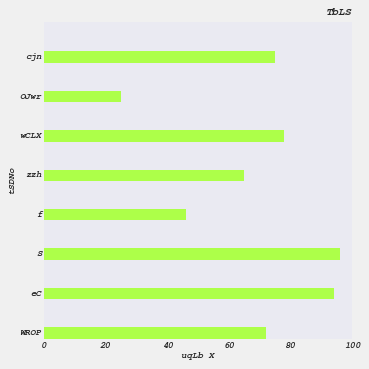 TbLS
cjn
OJwr
wCLX
zzh
f
S
eC
WROP
tSDNo
0 20 40 60 80 100
uqLb X